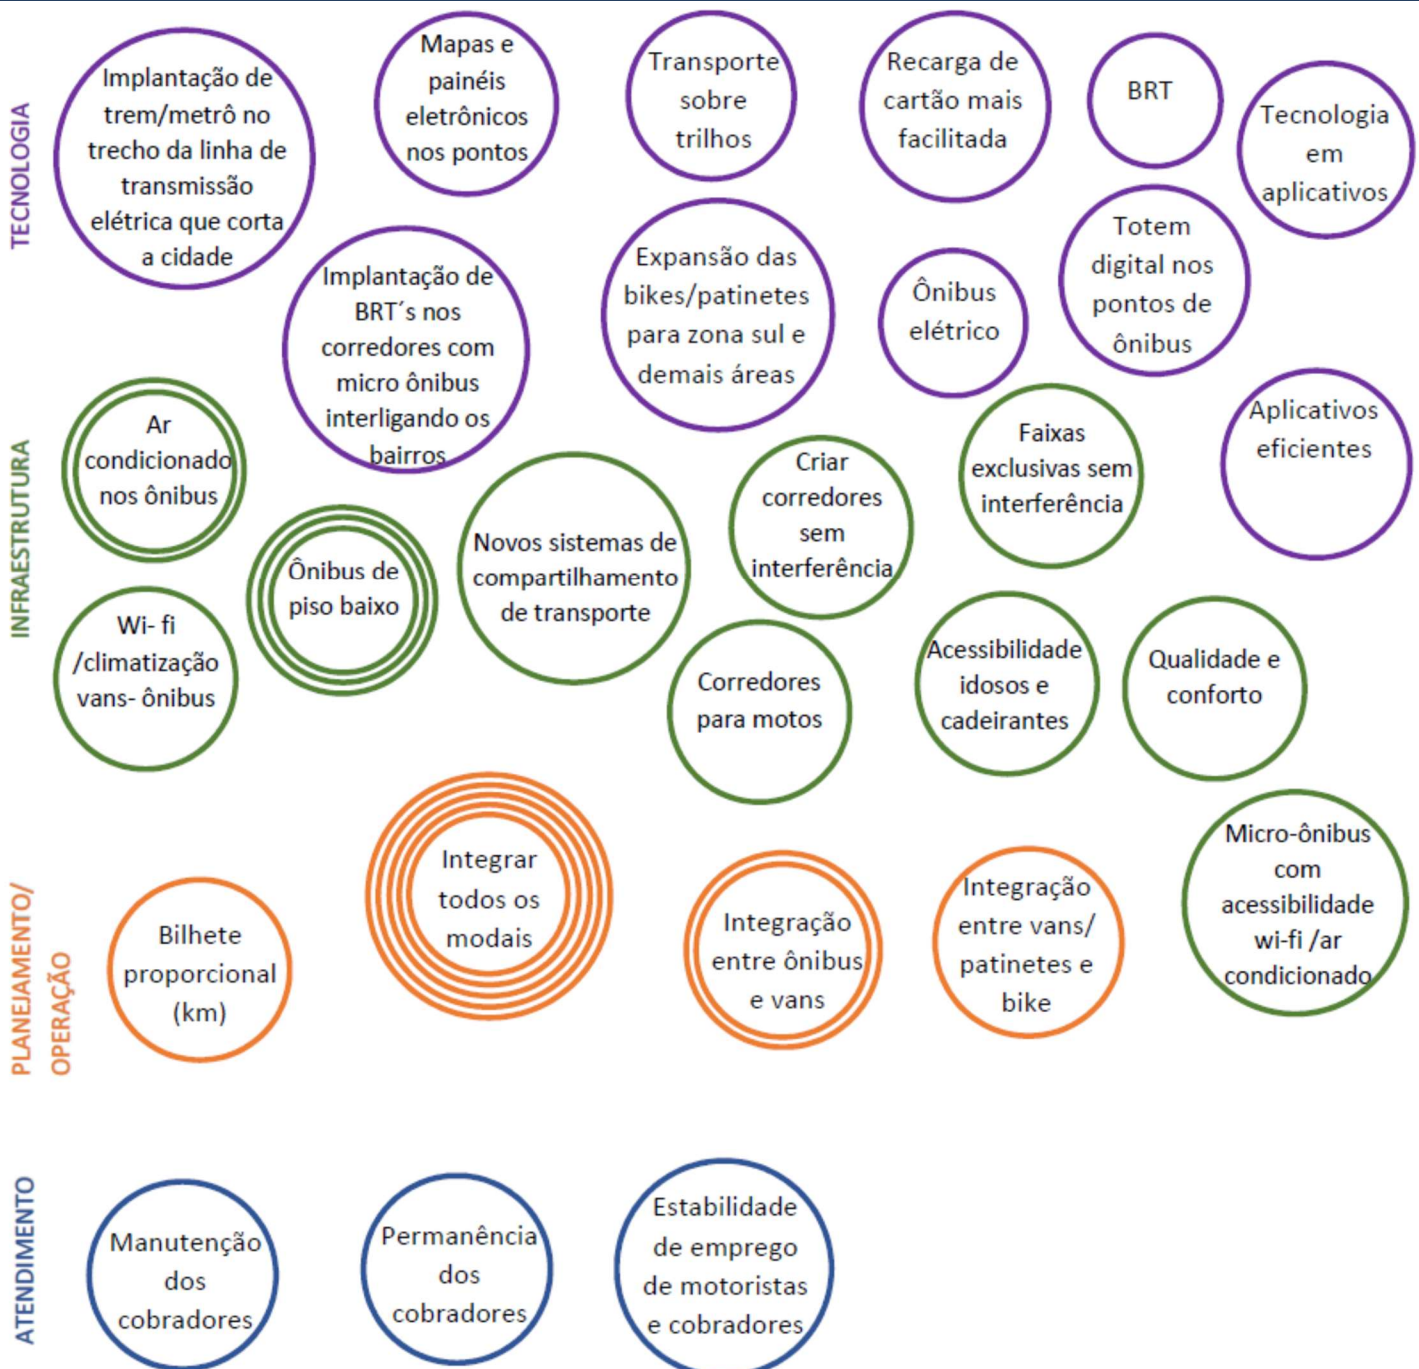 TECNOLOGIA
Implantação de
trem/metrô no
trecho da linha de
transmissão
elétrica que corta
a cidade
Mapas e
painéis
eletrônicos
nos pontos
Transporte
sobre
trilhos
Recarga de
cartão mais
facilitada
BRT
Tecnologia
em
aplicativos
Implantação de
BRT´s nos
corredores com
micro ônibus
interligando os
bairros
Expansão das
bikes/patinetes
para zona sul e
demais áreas
Ônibus
elétrico
Totem
digital nos
pontos de
ônibus
Aplicativos
eficientes
INFRAESTRUTURA
Ar
condicionado
nos ônibus
Ônibus de
piso baixo
Novos sistemas de
compartilhamento
de transporte
Criar
corredores
sem
interferência
Faixas
exclusivas sem
interferência
Wi- fi
/climatização
vans- ônibus
Corredores
para motos
Acessibilidade
idosos e
cadeirantes
Qualidade e
conforto
Micro-ônibus
com
acessibilidade
wi-fi /ar
condicionado
PLANEJAMENTO/
OPERAÇÃO
Bilhete
proporcional
(km)
Integrar
todos os
modais
Integração
entre ônibus
e vans
Integração
entre vans/
patinetes e
bike
ATENDIMENTO
Manutenção
dos
cobradores
Permanência
dos
cobradores
Estabilidade
de emprego
de motoristas
e cobradores